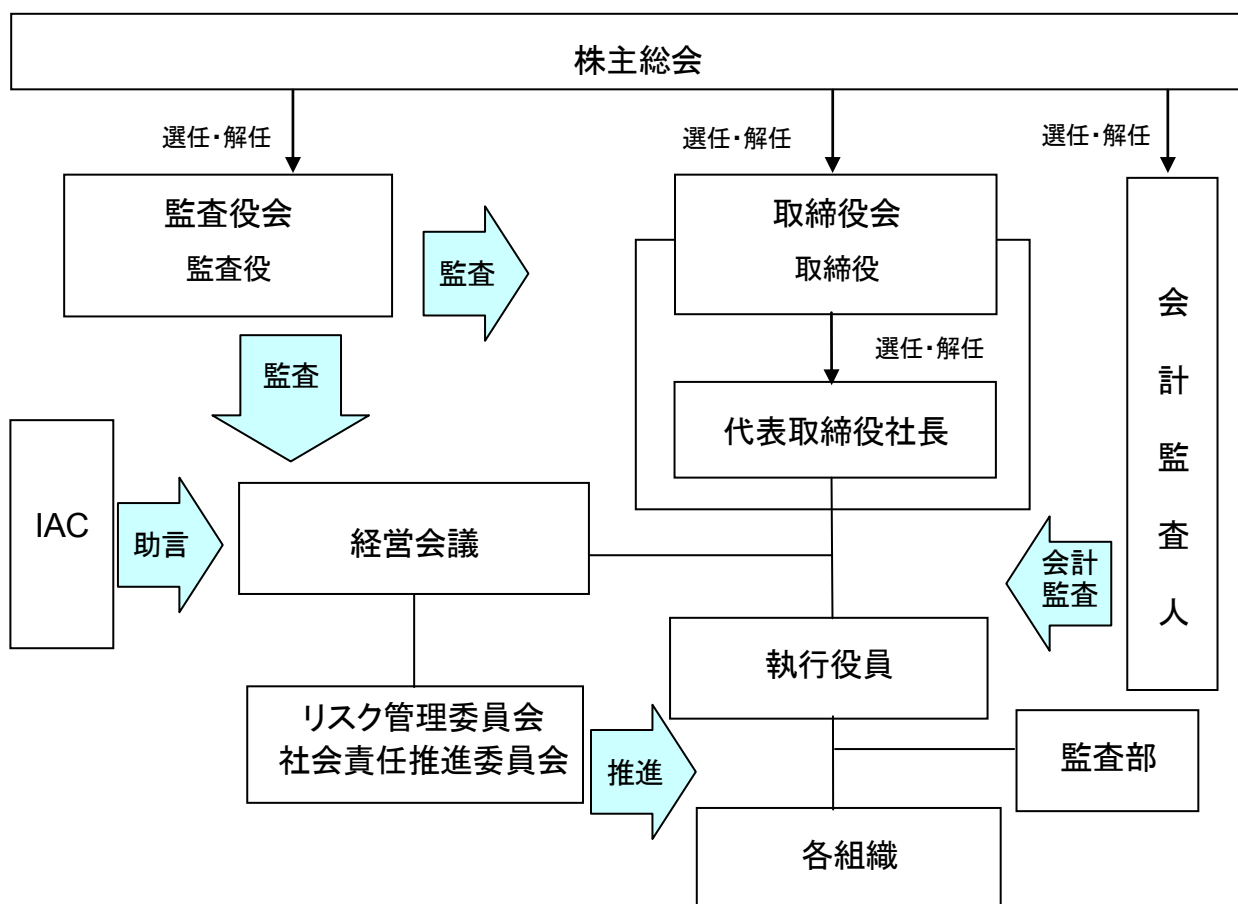 株主総会
選任・解任
選任・解任
選任・解任
監査役会
監査役
監査
取締役会
取締役
会計監査人
選任・解任
監査
代表取締役社長
IAC
助言
経営会議
会計
監査
執行役員
リスク管理委員会
社会責任推進委員会
推進
監査部
各組織